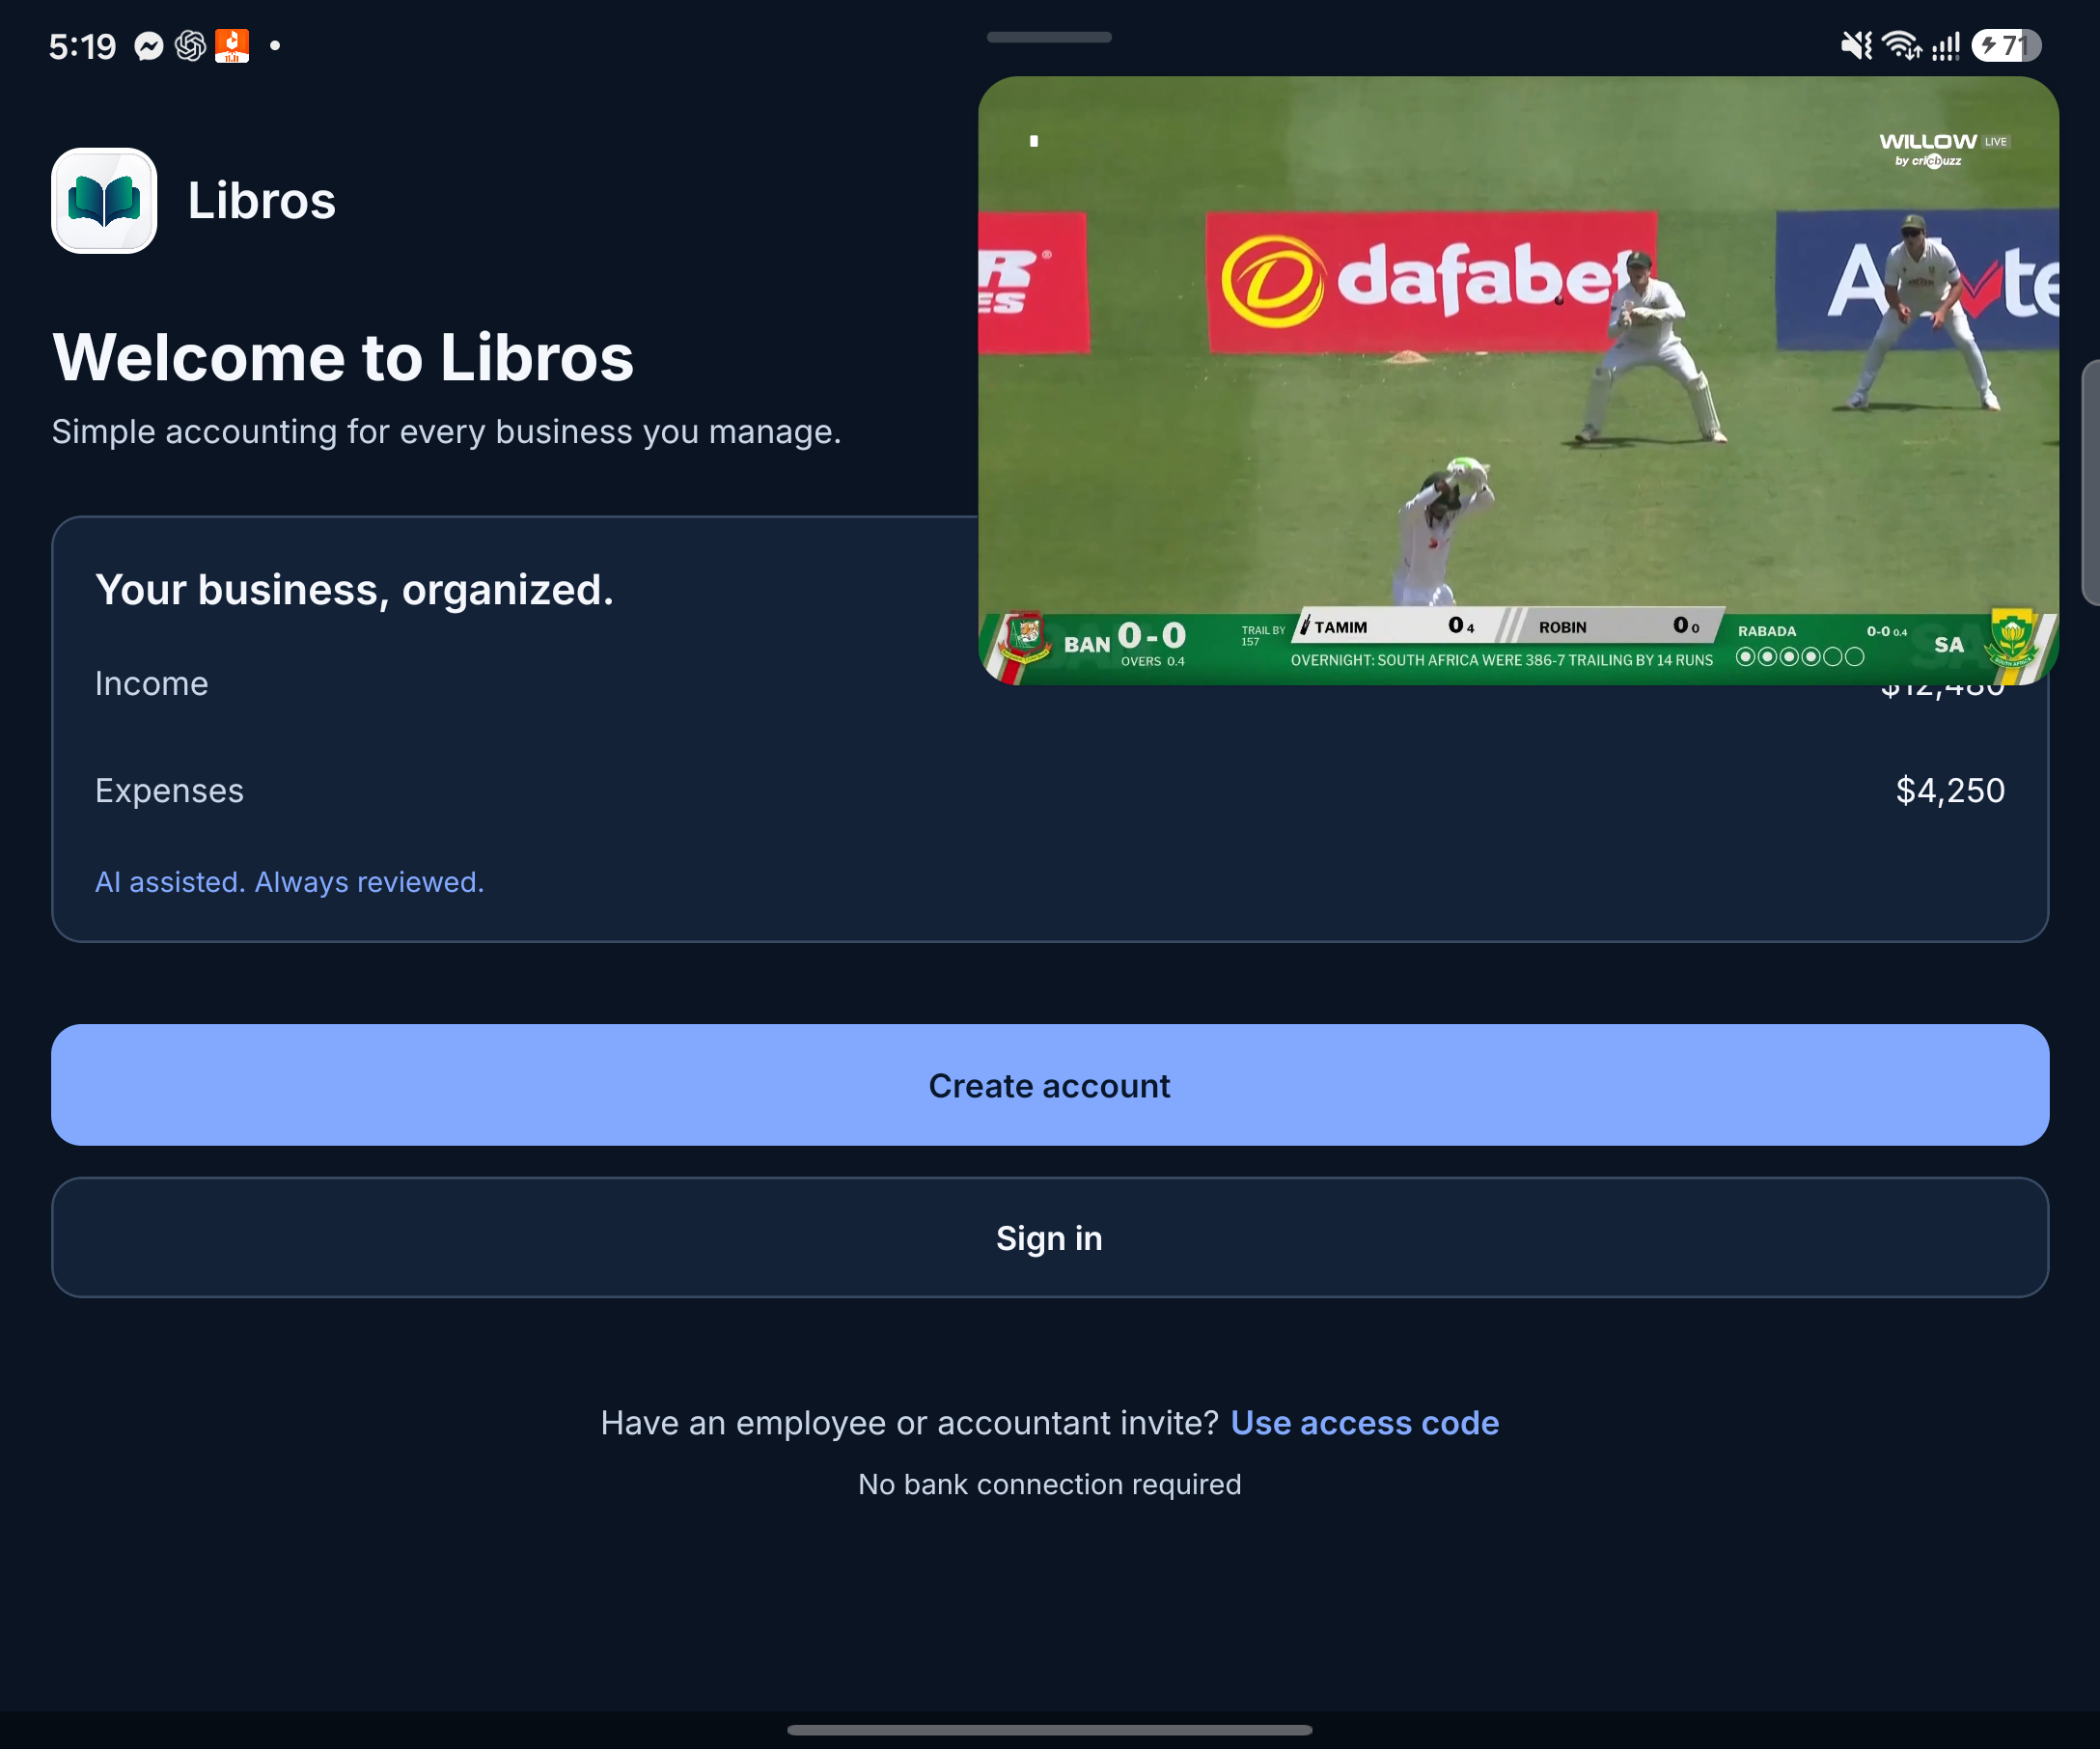 5:19
71
Libros
Welcome to Libros
Simple accounting for every business you manage.
WILLOW LIVE
by cricbuzz
R®
ES
dafabet
Your business, organized.
BAN 0-0
OVERS 0.4
TRAIL BY
157
TAMIM 0 4
ROBIN 0 0
OVERNIGHT: SOUTH AFRICA WERE 386-7 TRAILING BY 14 RUNS
RABADA 0-0 0.4
SA
Income $12,480
Expenses $4,250
AI assisted. Always reviewed.
Create account
Sign in
Have an employee or accountant invite? Use access code
No bank connection required